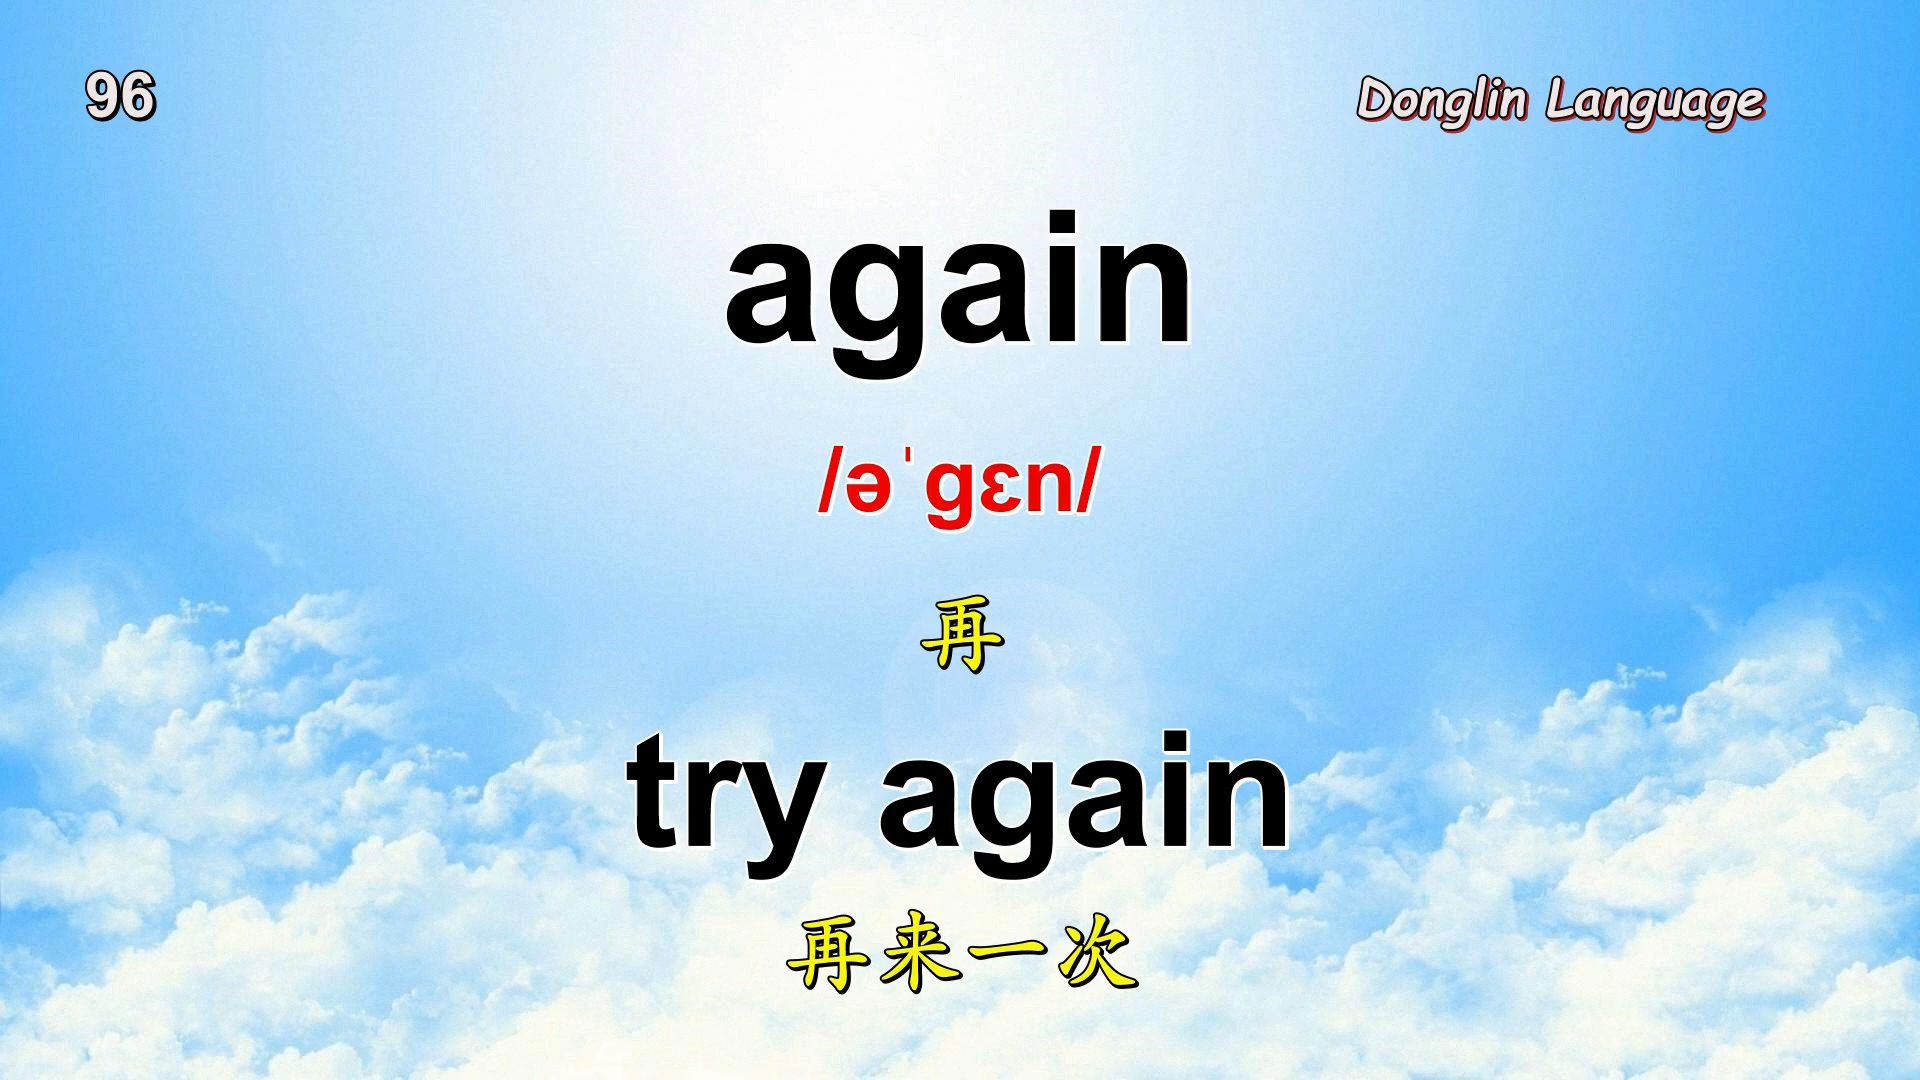 96
Donglin Language
again
/əˈɡɛn/
再
try again
再来一次